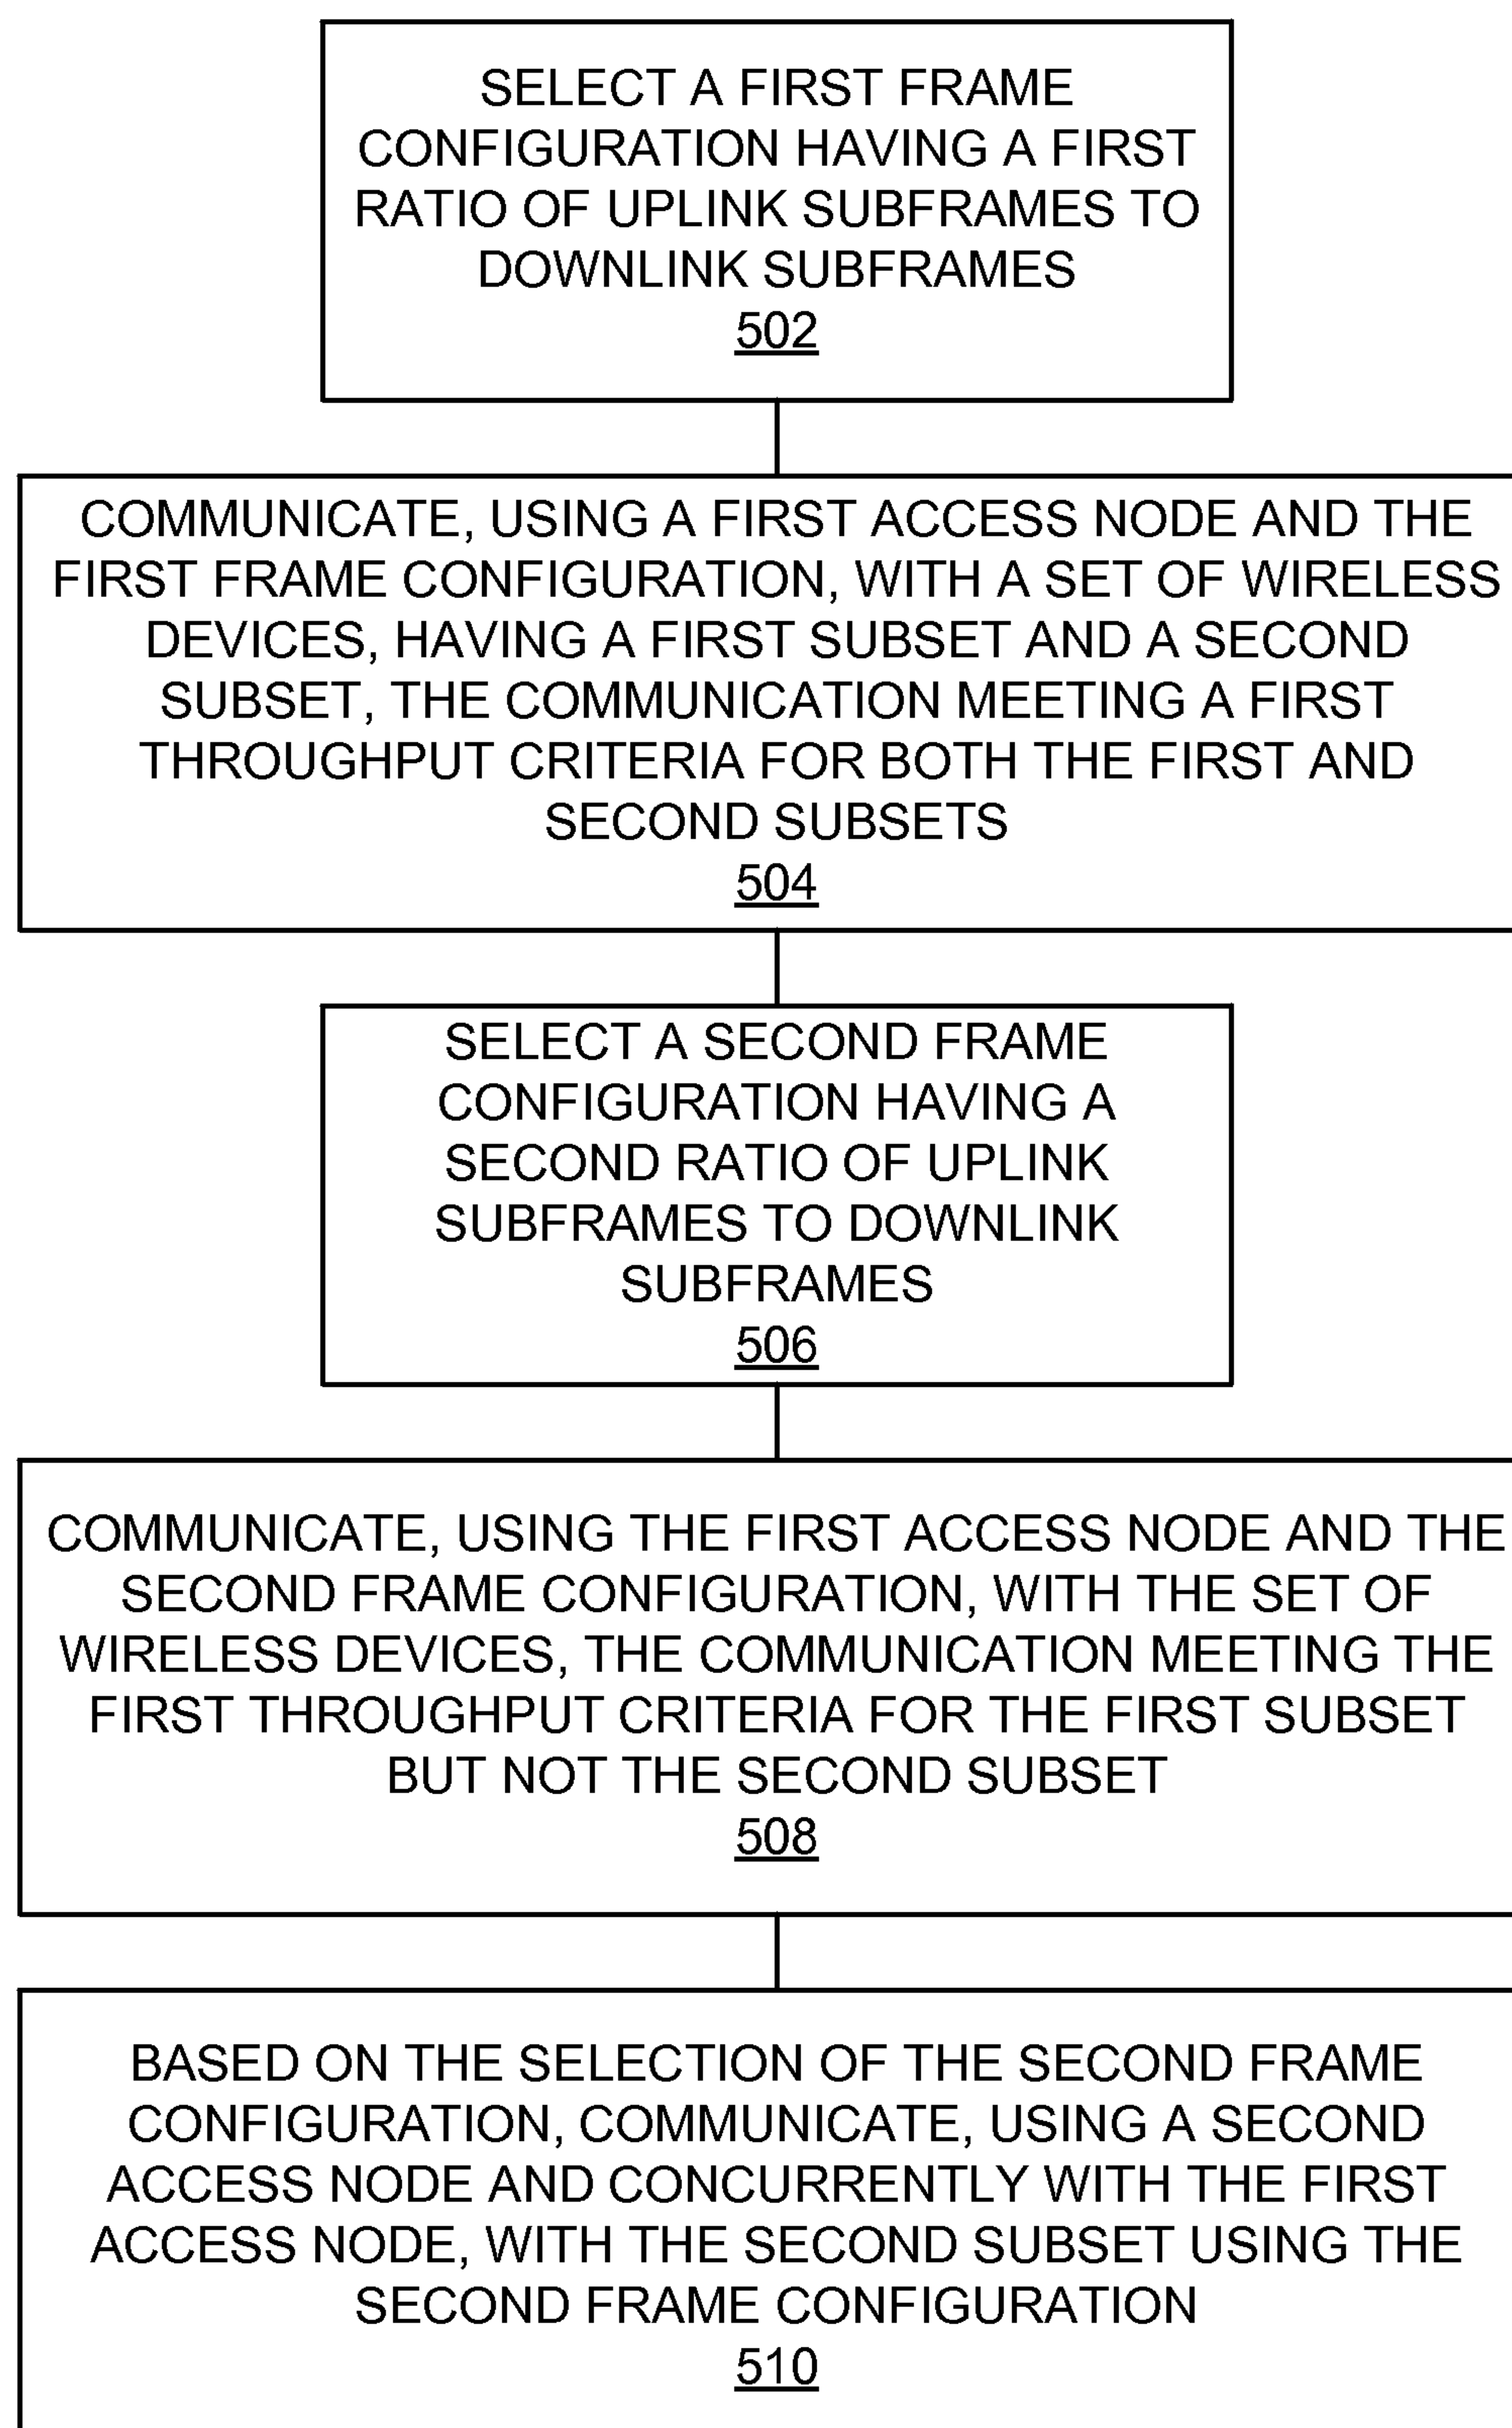 SELECT A FIRST FRAME
CONFIGURATION HAVING A FIRST
RATIO OF UPLINK SUBFRAMES TO
DOWNLINK SUBFRAMES
502
COMMUNICATE, USING A FIRST ACCESS NODE AND THE
FIRST FRAME CONFIGURATION, WITH A SET OF WIRELESS
DEVICES, HAVING A FIRST SUBSET AND A SECOND
SUBSET, THE COMMUNICATION MEETING A FIRST
THROUGHPUT CRITERIA FOR BOTH THE FIRST AND
SECOND SUBSETS
504
SELECT A SECOND FRAME
CONFIGURATION HAVING A
SECOND RATIO OF UPLINK
SUBFRAMES TO DOWNLINK
SUBFRAMES
506
COMMUNICATE, USING THE FIRST ACCESS NODE AND THE
SECOND FRAME CONFIGURATION, WITH THE SET OF
WIRELESS DEVICES, THE COMMUNICATION MEETING THE
FIRST THROUGHPUT CRITERIA FOR THE FIRST SUBSET
BUT NOT THE SECOND SUBSET
508
BASED ON THE SELECTION OF THE SECOND FRAME
CONFIGURATION, COMMUNICATE, USING A SECOND
ACCESS NODE AND CONCURRENTLY WITH THE FIRST
ACCESS NODE, WITH THE SECOND SUBSET USING THE
SECOND FRAME CONFIGURATION
510